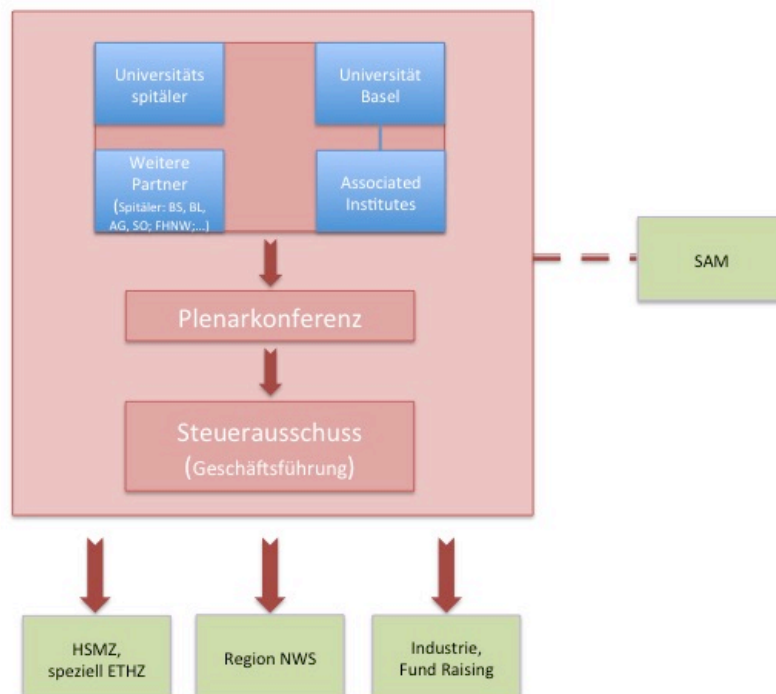 Universitäts
spitäler
Universität
Basel
Weitere
Partner
(Spitäler: BS, BL,
AG, SO; FHNW;...)
Associated
Institutes
SAM
Plenarkonferenz
Steuerausschuss
(Geschäftsführung)
HSMZ,
speziell ETHZ
Region NWS
Industrie,
Fund Raising